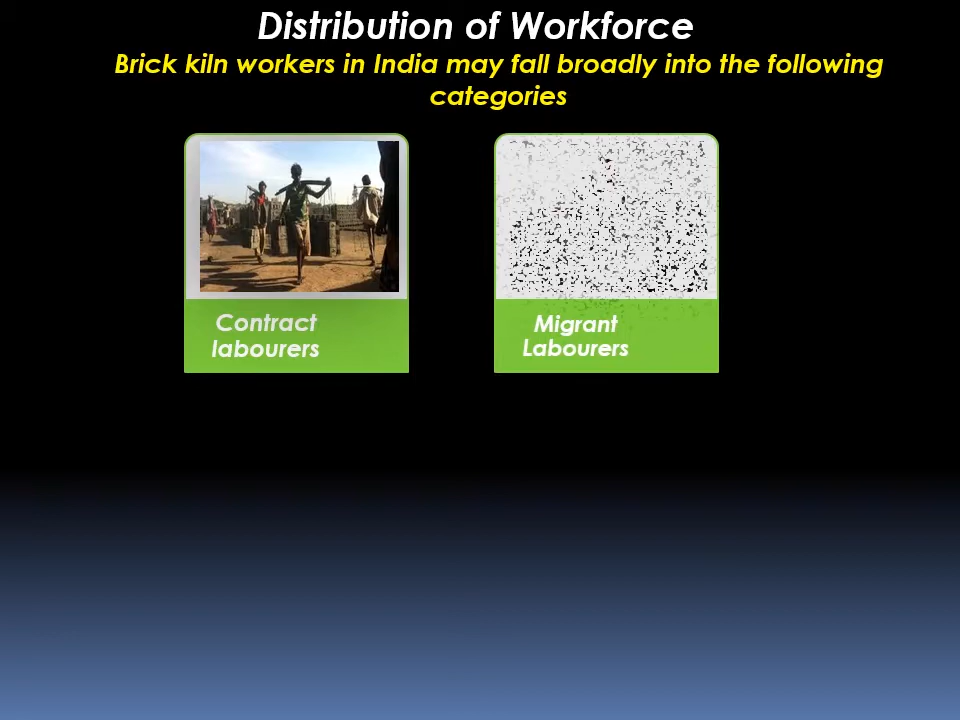 Distribution of Workforce
Brick kiln workers in India may fall broadly into the following
categories
Contract
labourers
Migrant
Labourers